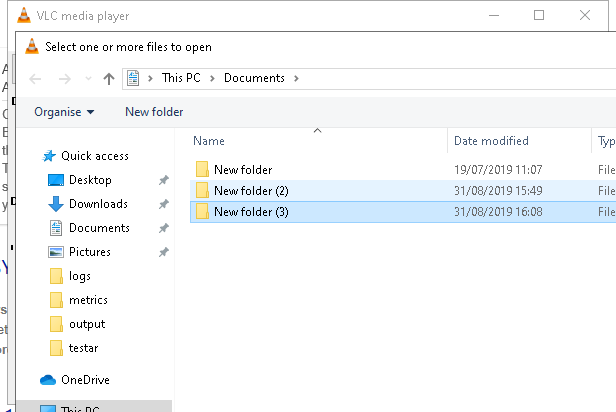 VLC media player
Select one or more files to open
This PC > Documents >
Organise New folder
Name Date modified Typ
Quick access
Desktop
Downloads
Documents
Pictures
logs
metrics
output
testar
OneDrive
This PC
New folder 19/07/2019 11:07 File
New folder (2) 31/08/2019 15:49 File
New folder (3) 31/08/2019 16:08 File